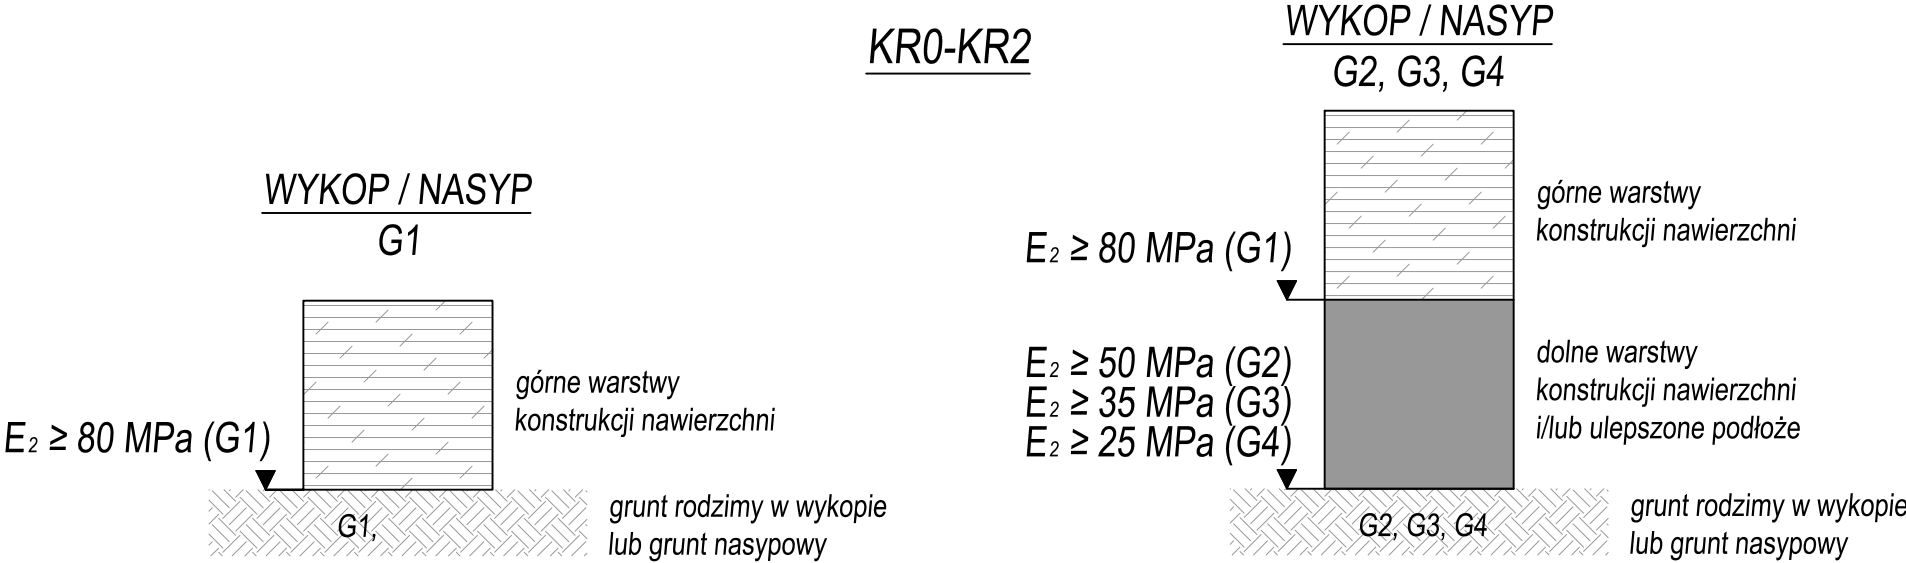 KR0-KR2
WYKOP / NASYP
G1
E₂ ≥ 80 MPa (G1)
górne warstwy
konstrukcji nawierzchni
G1,
grunt rodzimy w wykopie
lub grunt nasypowy
WYKOP / NASYP
G2, G3, G4
górne warstwy
konstrukcji nawierzchni
E₂ ≥ 80 MPa (G1)
E₂ ≥ 50 MPa (G2)
E₂ ≥ 35 MPa (G3)
E₂ ≥ 25 MPa (G4)
dolne warstwy
konstrukcji nawierzchni
i/lub ulepszone podłoże
G2, G3, G4
grunt rodzimy w wykopie
lub grunt nasypowy